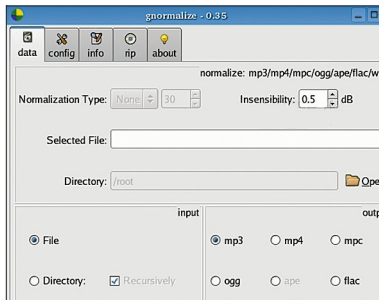 gnormalize - 0.35
data config info rip about
normalize: mp3/mp4/mpc/ogg/ape/flac/w
Normalization Type: None 30 Insensibility: 0.5 dB
Selected File:
Directory: /root Ope
input outp
File mp3 mp4 mpc
Directory: Recursively ogg ape flac